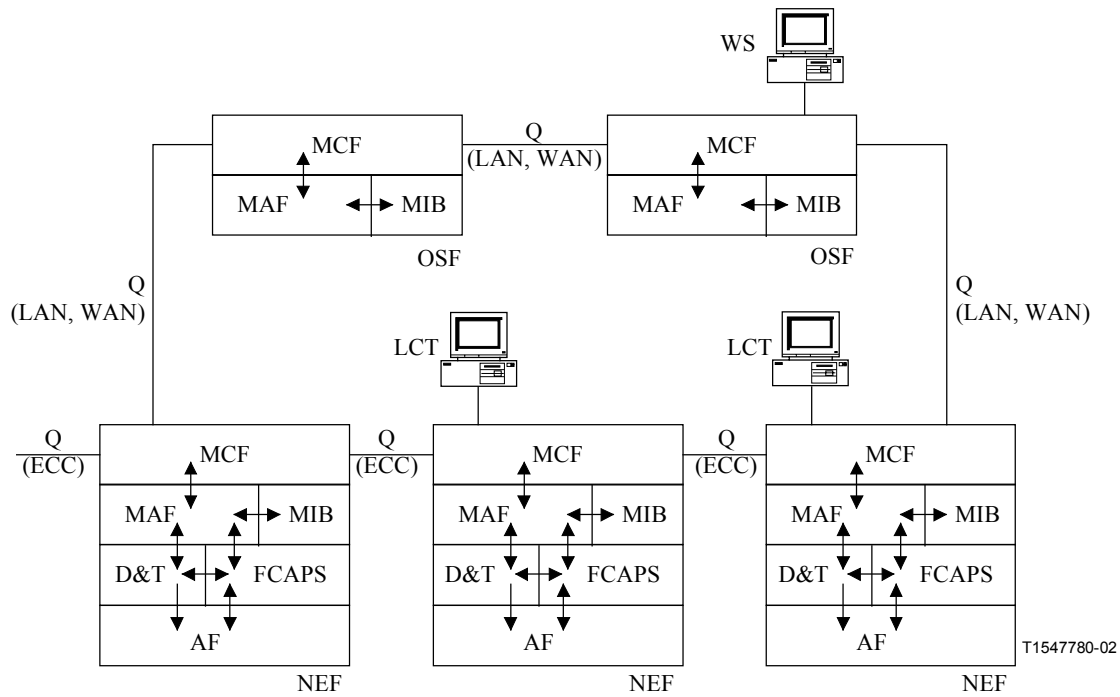 WS
MCF
Q
(LAN, WAN)
MCF
MAF
MIB
MAF
MIB
OSF
OSF
Q
(LAN, WAN)
Q
(LAN, WAN)
LCT
LCT
Q
(ECC)
MCF
Q
(ECC)
MCF
Q
(ECC)
MCF
MAF
MIB
MAF
MIB
MAF
MIB
D&T
FCAPS
D&T
FCAPS
D&T
FCAPS
AF
AF
AF
T1547780-02
NEF
NEF
NEF